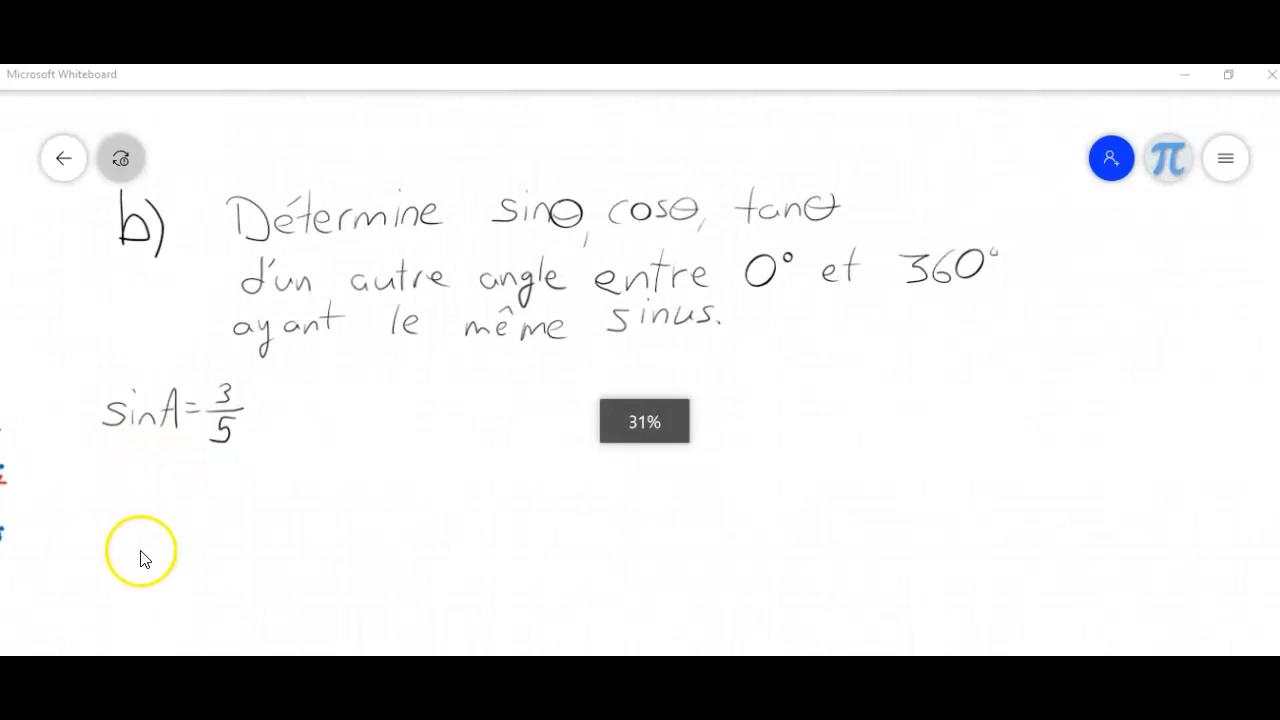 Microsoft Whiteboard
b) Détermine sinθ, cosθ, tanθ
d'un autre angle entre 0° et 360°
ayant le même sinus.
sinA = 3/5
31%
π